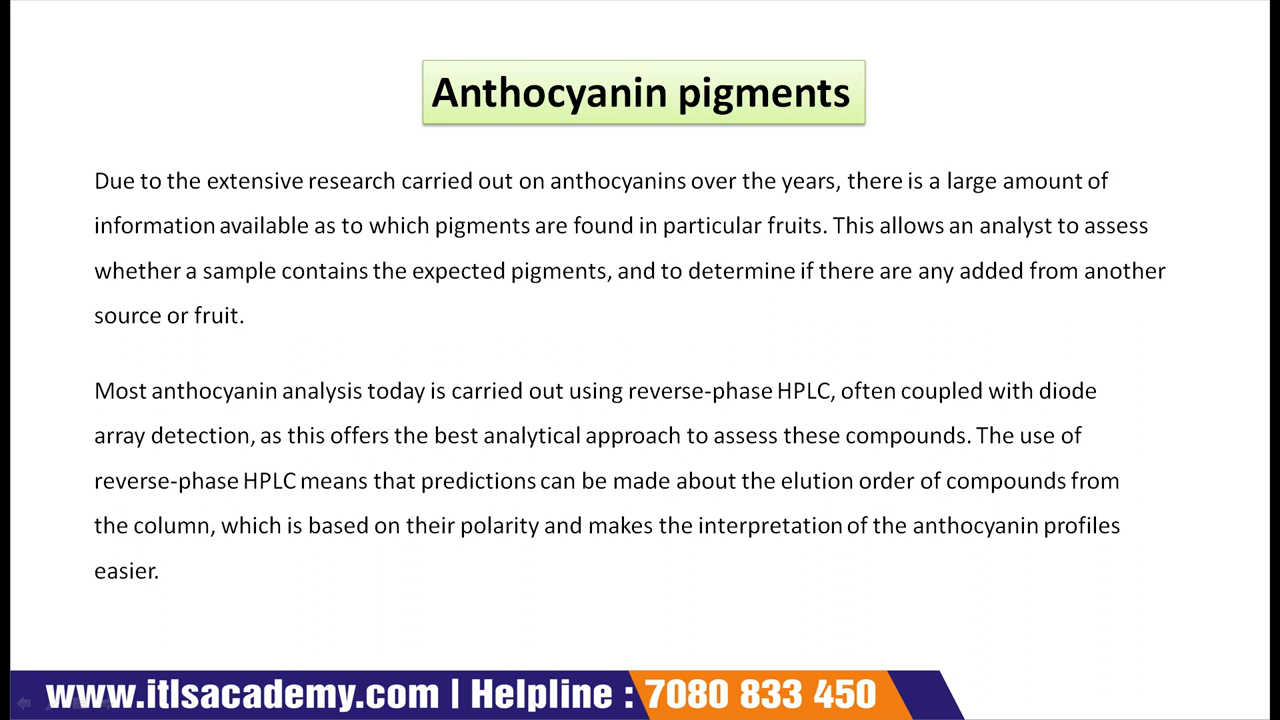 Anthocyanin pigments
Due to the extensive research carried out on anthocyanins over the years, there is a large amount of
information available as to which pigments are found in particular fruits. This allows an analyst to assess
whether a sample contains the expected pigments, and to determine if there are any added from another
source or fruit.
Most anthocyanin analysis today is carried out using reverse-phase HPLC, often coupled with diode
array detection, as this offers the best analytical approach to assess these compounds. The use of
reverse-phase HPLC means that predictions can be made about the elution order of compounds from
the column, which is based on their polarity and makes the interpretation of the anthocyanin profiles
easier.
www.itlsacademy.com | Helpline : 7080 833 450